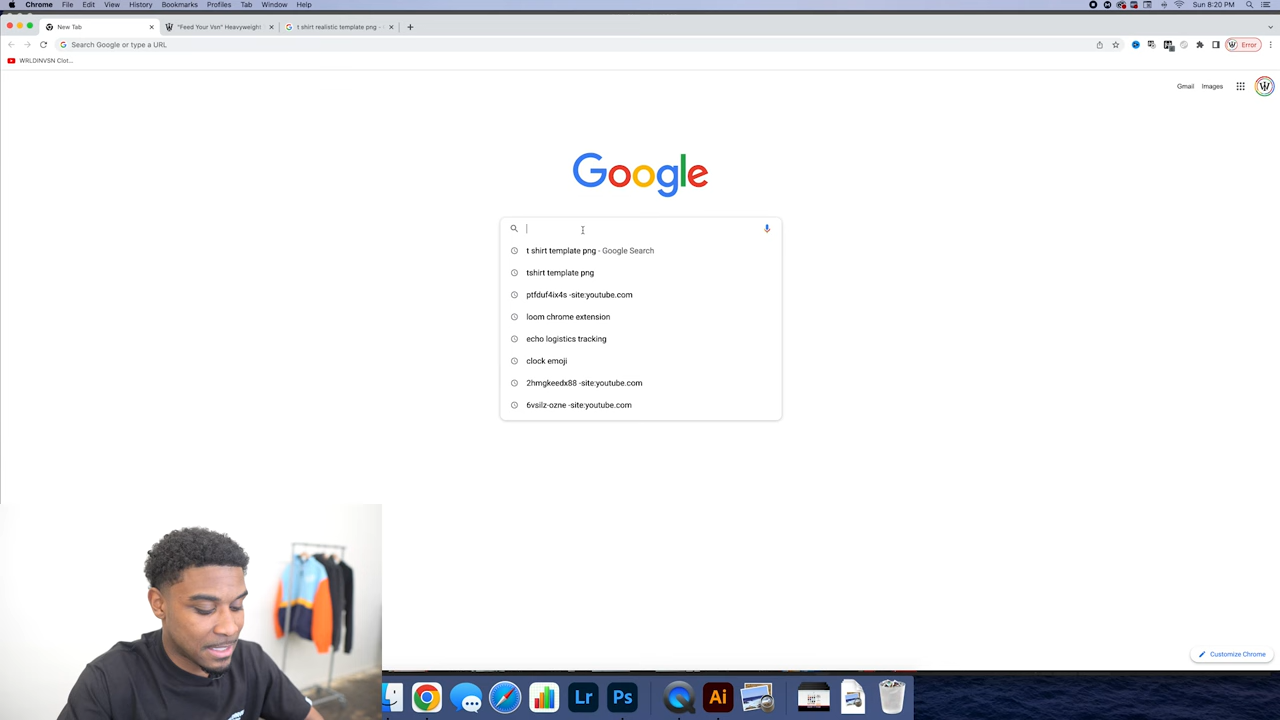 Chrome File Edit View History Bookmarks Profiles Tab Window Help Sun 8:20 PM
New Tab "Feed Your Vsn" Heavyweight t shirt realistic template png -
Search Google or type a URL Error
WRLDINVSN Clot...
Gmail Images
Google
t shirt template png - Google Search
tshirt template png
ptfduf4ix4s -site:youtube.com
loom chrome extension
echo logistics tracking
clock emoji
2hmgkeedx88 -site:youtube.com
6vsilz-ozne -site:youtube.com
Customize Chrome
Lr Ps Ai